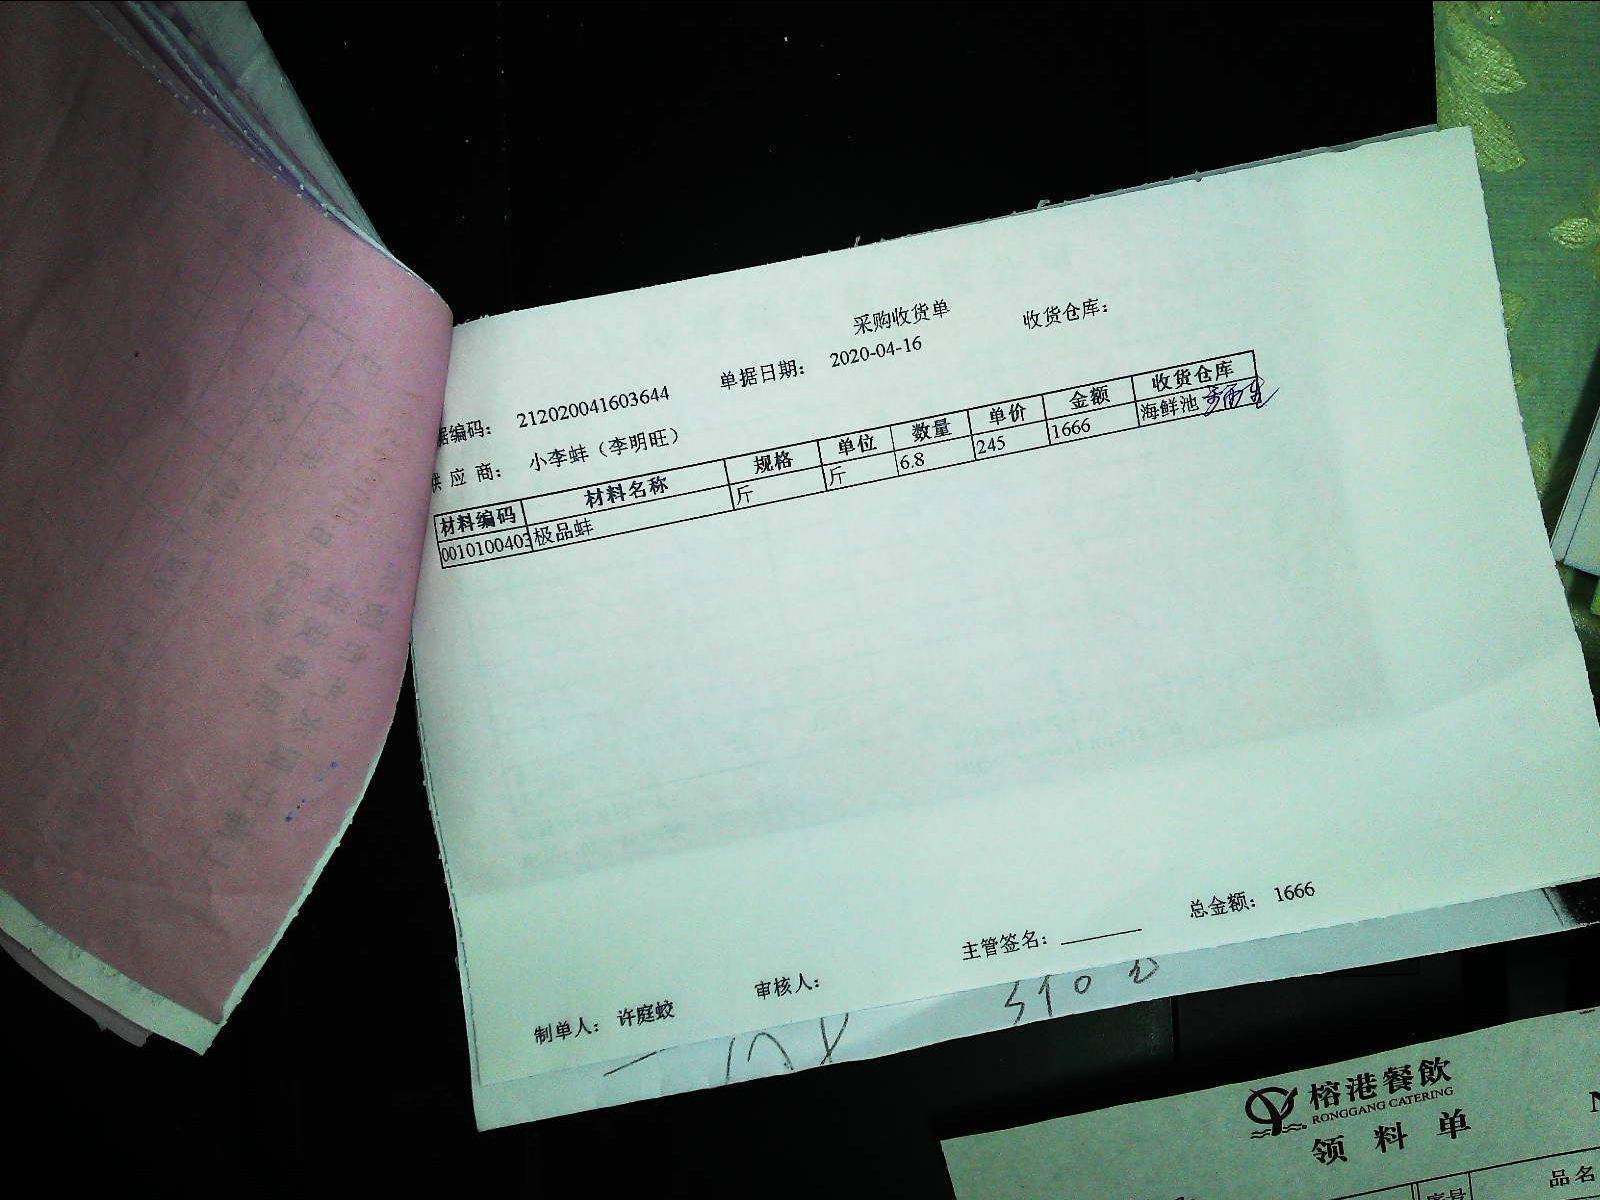 采购收货单
据编码： 212020041603644 单据日期： 2020-04-16 收货仓库：
供 应 商： 小李蚌（李明旺）
材料编码 材料名称 规格 单位 数量 单价 金额 收货仓库
0010100403 极品蚌 斤 斤 6.8 245 1666 海鲜池
总金额： 1666
制单人： 许庭蛟 审核人： 主管签名：
榕港餐飲
RONGGANG CATERING
领 料 单
品名